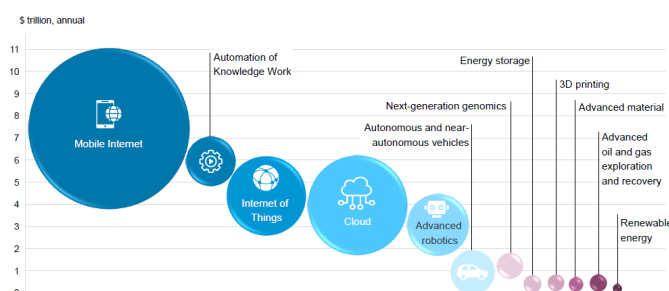 $ trillion, annual
11
10
9
8
7
6
5
4
3
2
1
Mobile Internet
Automation of
Knowledge Work
Internet of
Things
Cloud
Advanced
robotics
Autonomous and near-
autonomous vehicles
Next-generation genomics
Energy storage
3D printing
Advanced material
Advanced
oil and gas
exploration
and recovery
Renewable
energy